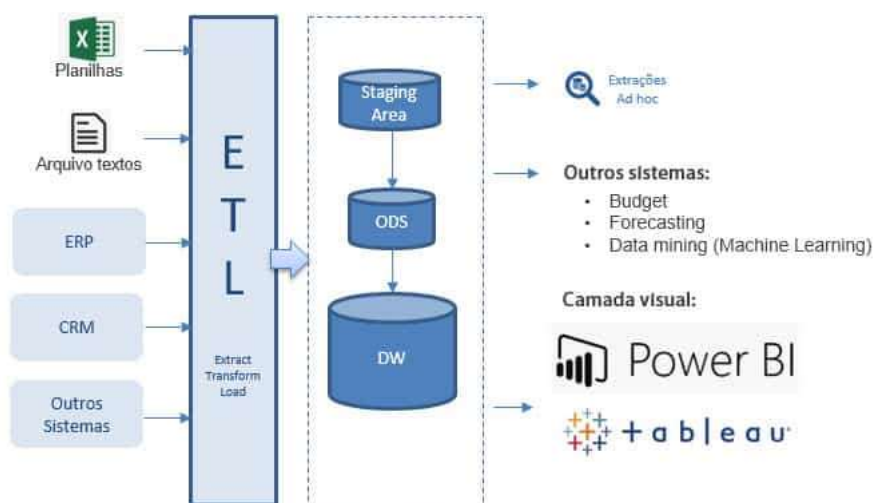 Planilhas
Arquivo textos
ERP
CRM
Outros
Sistemas
E
T
L
Extract
Transform
Load
Staging
Area
ODS
DW
Extrações
Ad hoc
Outros sistemas:
• Budget
• Forecasting
• Data mining (Machine Learning)
Camada visual:
Power BI
+ a b l e a u